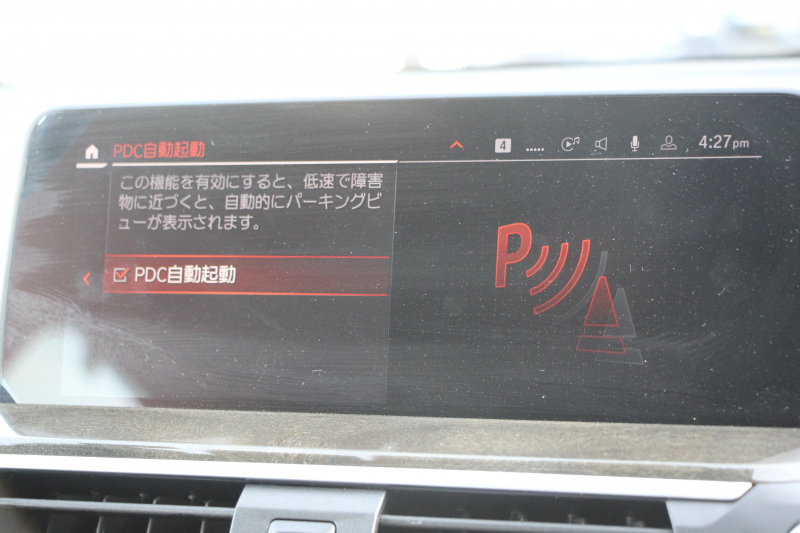 PDC自動起動
4
4:27pm
この機能を有効にすると、低速で障害
物に近づくと、自動的にパーキングビ
ューが表示されます。
PDC自動起動
P